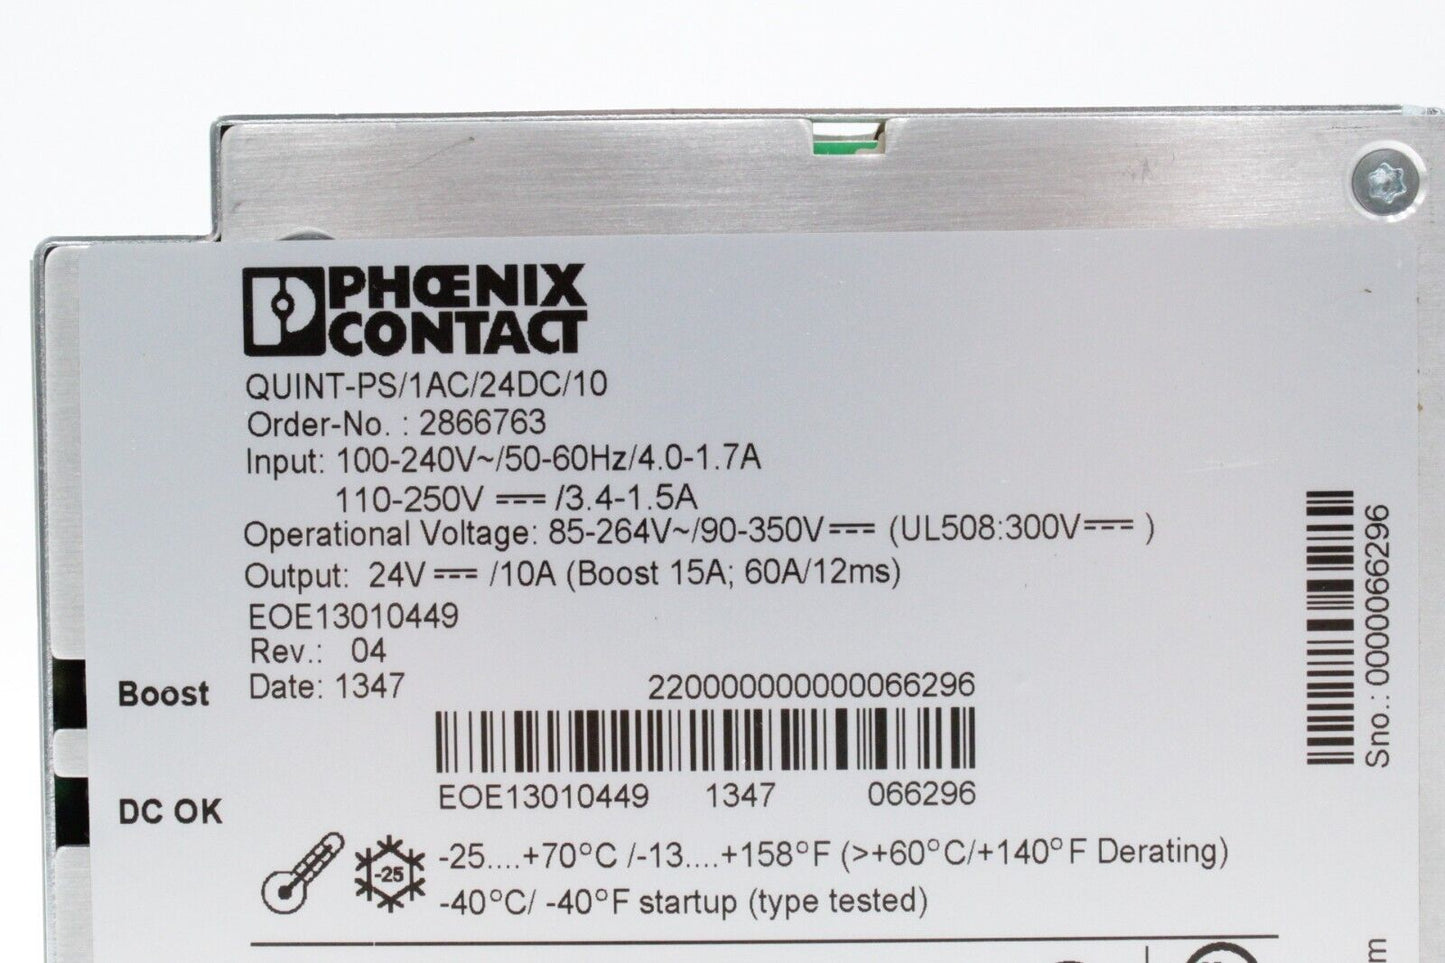 PHOENIX
CONTACT
QUINT-PS/1AC/24DC/10
Order-No. : 2866763
Input: 100-240V~/50-60Hz/4.0-1.7A
110-250V ⎓ /3.4-1.5A
Operational Voltage: 85-264V~/90-350V⎓ (UL508:300V⎓ )
Output: 24V ⎓ /10A (Boost 15A; 60A/12ms)
EOE13010449
Rev.: 04
Boost
Date: 1347
220000000000066296
EOE13010449 1347 066296
DC OK
-25
-25....+70°C /-13....+158°F (>+60°C/+140°F Derating)
-40°C/ -40°F startup (type tested)
Sno.: 0000066296